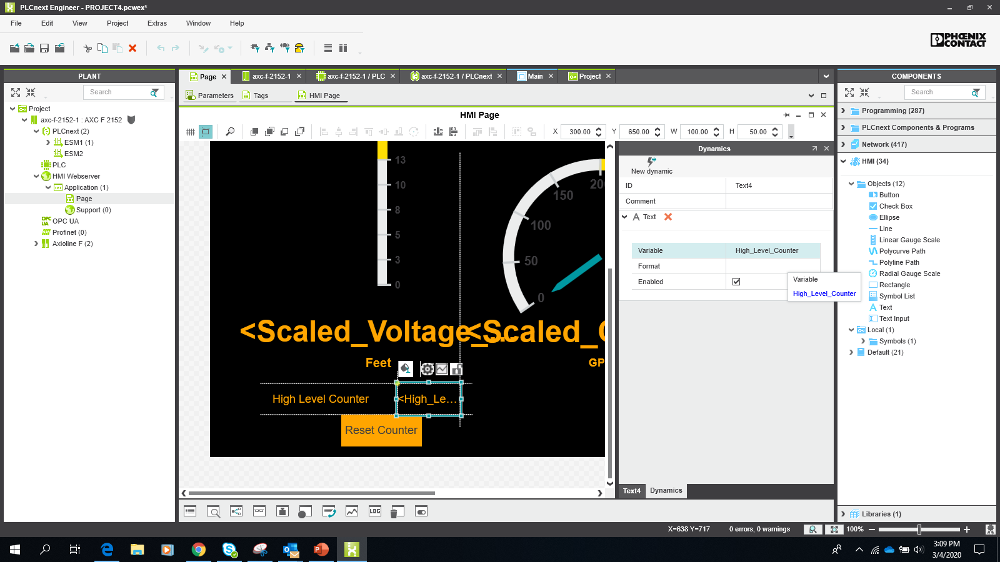 PLCnext Engineer - PROJECT4.pcwex*
File Edit View Project Extras Window Help
PHŒNIX
CONTACT
PLANT
Search
Project
axc-f-2152-1 : AXC F 2152
PLCnext (2)
ESM1 (1)
ESM2
PLC
HMI Webserver
Application (1)
Page
Support (0)
OPC UA
OPC UA
Profinet (0)
Axioline F (2)
Page
axc-f-2152-1
axc-f-2152-1 / PLC
axc-f-2152-1 / PLCnext
Main
Project
Parameters
Tags
HMI Page
HMI Page
X 300.00 Y 650.00 W 100.00 H 50.00
13
10
8
5
3
0
200
150
100
50
0
<Scaled_Voltage_...
<Scaled_
Feet
GP
High Level Counter
<High_Le...
Reset Counter
Dynamics
New dynamic
ID Text4
Comment
Text
Variable High_Level_Counter
Format
Enabled
Variable
High_Level_Counter
Text4 Dynamics
COMPONENTS
Search
Programming (287)
PLCnext Components & Programs
Network (417)
HMI (34)
Objects (12)
Button
Check Box
Ellipse
Line
Linear Gauge Scale
Polycurve Path
Polyline Path
Radial Gauge Scale
Rectangle
Symbol List
Text
Text Input
Local (1)
Symbols (1)
Default (21)
Libraries (1)
LOG
X=638 Y=717
0 errors, 0 warnings
100%
3:09 PM
3/4/2020